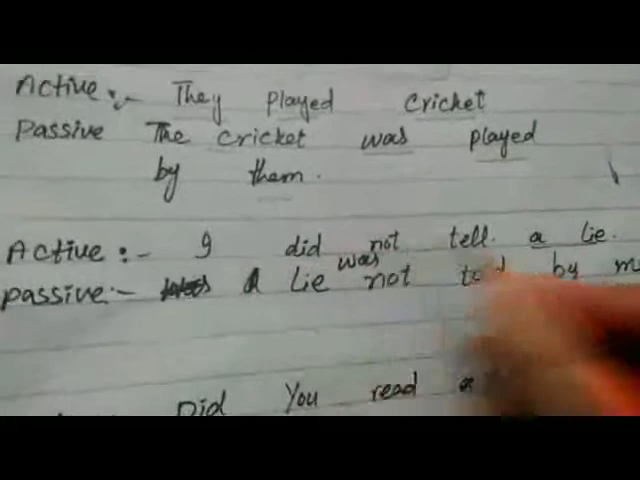 Active :- They played cricket
Passive The cricket was played
by them.
Active :- I did not tell a lie.
was
passive :- A lie not told by
Did you read a